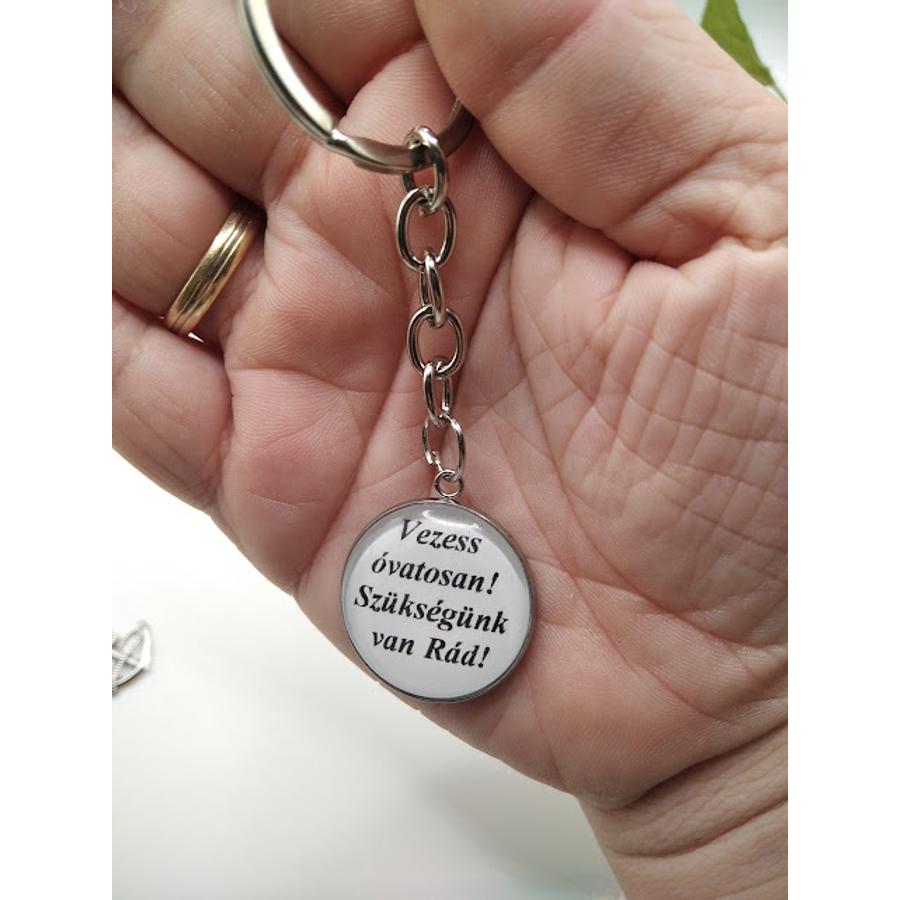 Vezess
óvatosan!
Szükségünk
van Rád!